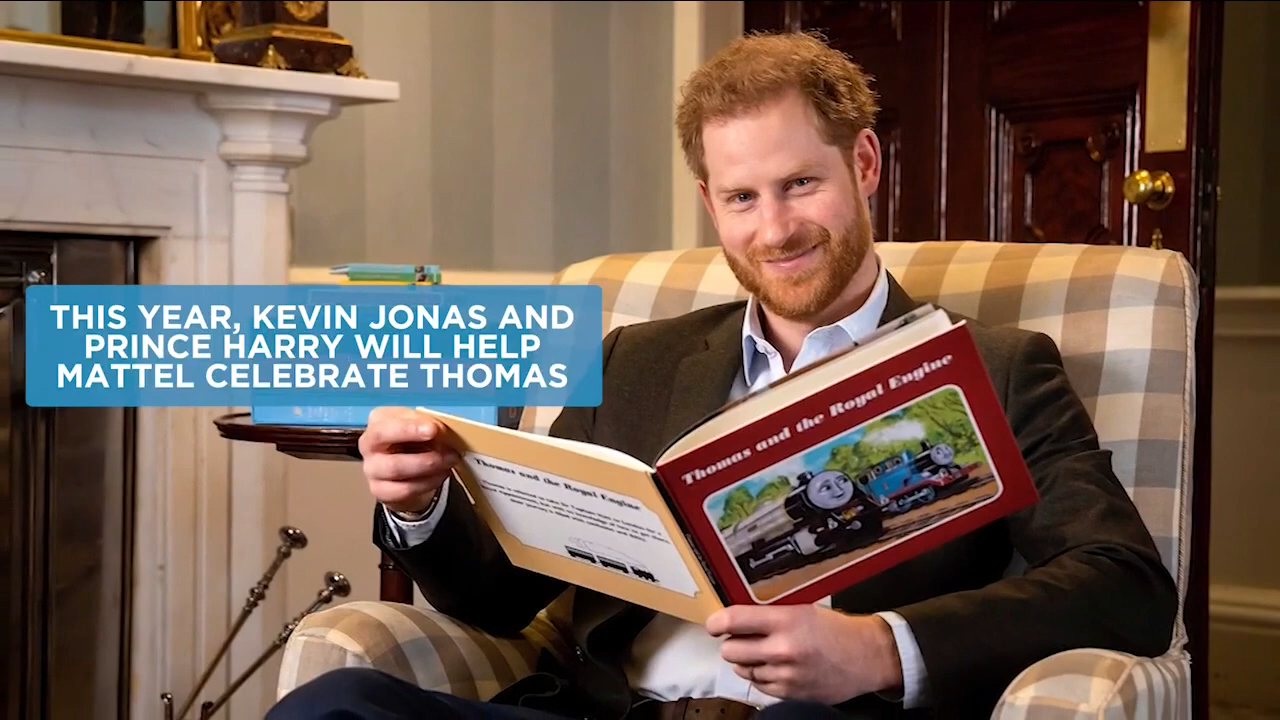 THIS YEAR, KEVIN JONAS AND
PRINCE HARRY WILL HELP
MATTEL CELEBRATE THOMAS
Thomas and the Royal Engine
Thomas and the Royal Engine